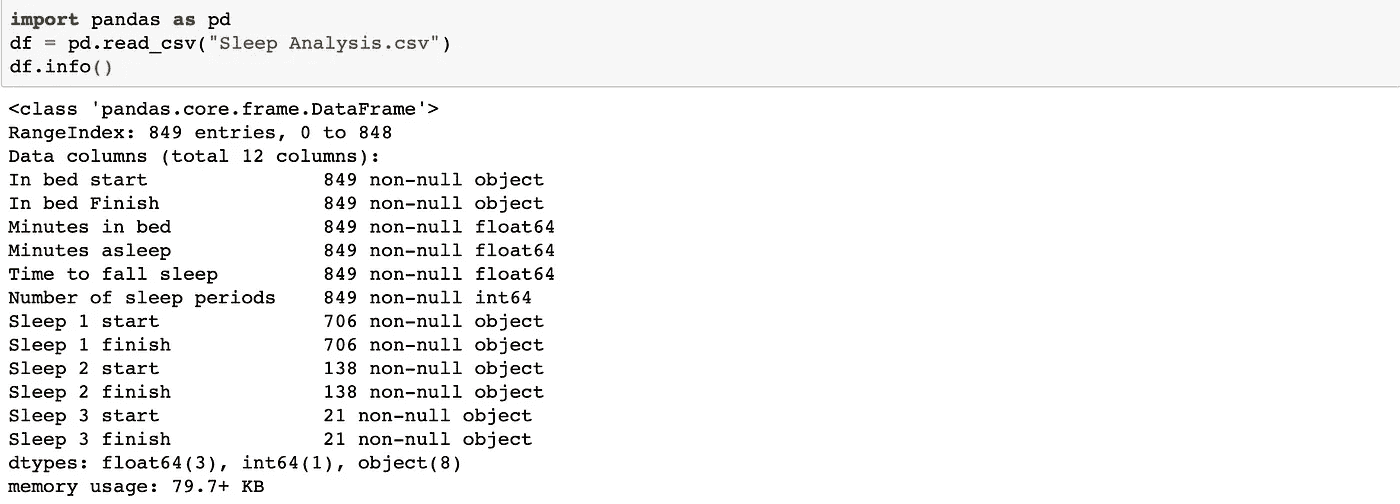 import pandas as pd
df = pd.read_csv("Sleep Analysis.csv")
df.info()
<class 'pandas.core.frame.DataFrame'>
RangeIndex: 849 entries, 0 to 848
Data columns (total 12 columns):
In bed start               849 non-null object
In bed Finish              849 non-null object
Minutes in bed             849 non-null float64
Minutes asleep             849 non-null float64
Time to fall sleep         849 non-null float64
Number of sleep periods    849 non-null int64
Sleep 1 start              706 non-null object
Sleep 1 finish             706 non-null object
Sleep 2 start              138 non-null object
Sleep 2 finish             138 non-null object
Sleep 3 start              21 non-null object
Sleep 3 finish             21 non-null object
dtypes: float64(3), int64(1), object(8)
memory usage: 79.7+ KB